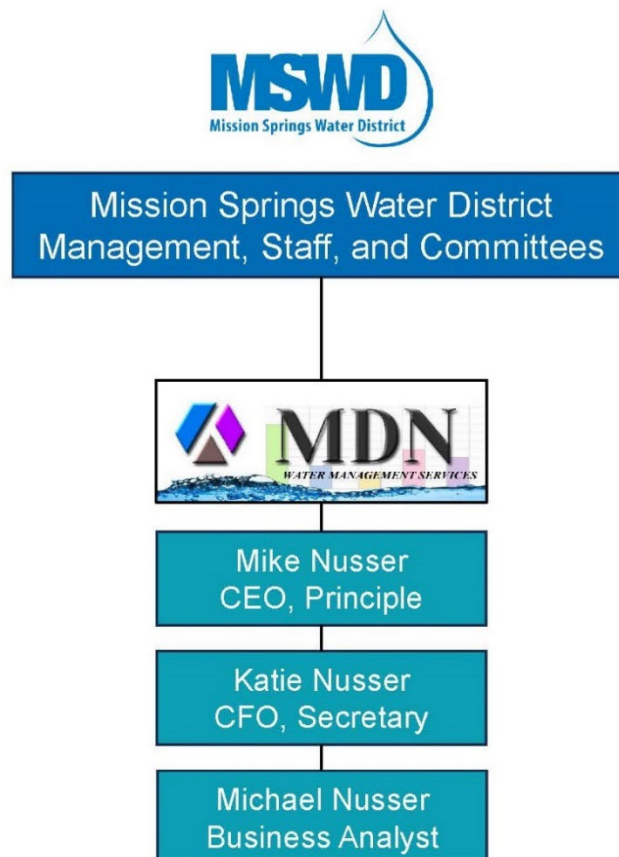 MSWD
Mission Springs Water District
Mission Springs Water District
Management, Staff, and Committees
MDN
WATER MANAGEMENT SERVICES
Mike Nusser
CEO, Principle
Katie Nusser
CFO, Secretary
Michael Nusser
Business Analyst